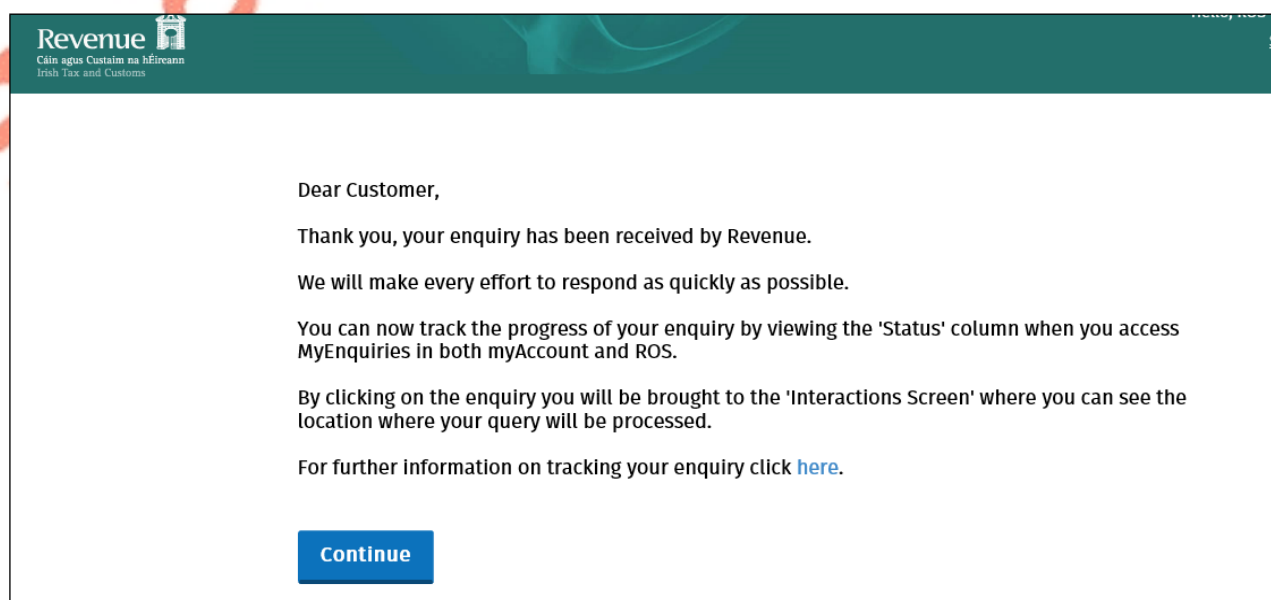 Hello, ROS
Revenue
Cáin agus Custaim na hÉireann
Irish Tax and Customs
Dear Customer,
Thank you, your enquiry has been received by Revenue.
We will make every effort to respond as quickly as possible.
You can now track the progress of your enquiry by viewing the 'Status' column when you access
MyEnquiries in both myAccount and ROS.
By clicking on the enquiry you will be brought to the 'Interactions Screen' where you can see the
location where your query will be processed.
For further information on tracking your enquiry click here.
Continue